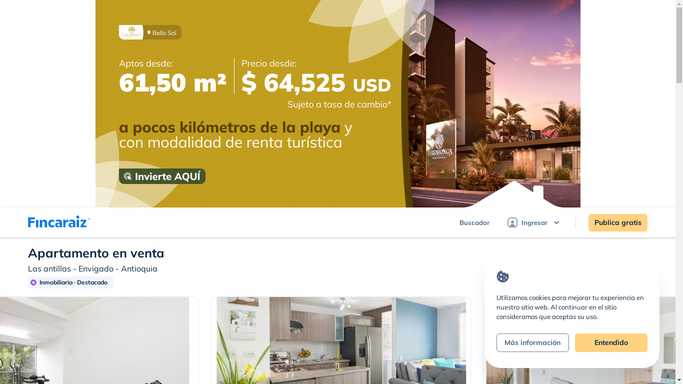 Bello Sol
Aptos desde:
61,50 m²
Precio desde:
$ 64,525 USD
Sujeto a tasa de cambio*
a pocos kilómetros de la playa y
con modalidad de renta turística
Invierte AQUÍ
Fincaraiz
Buscador
Ingresar
Publica gratis
Apartamento en venta
Las antillas - Envigado - Antioquia
Inmobiliaria · Destacado
Utilizamos cookies para mejorar tu experiencia en
nuestro sitio web. Al continuar en el sitio
consideramos que aceptas su uso.
Más información
Entendido